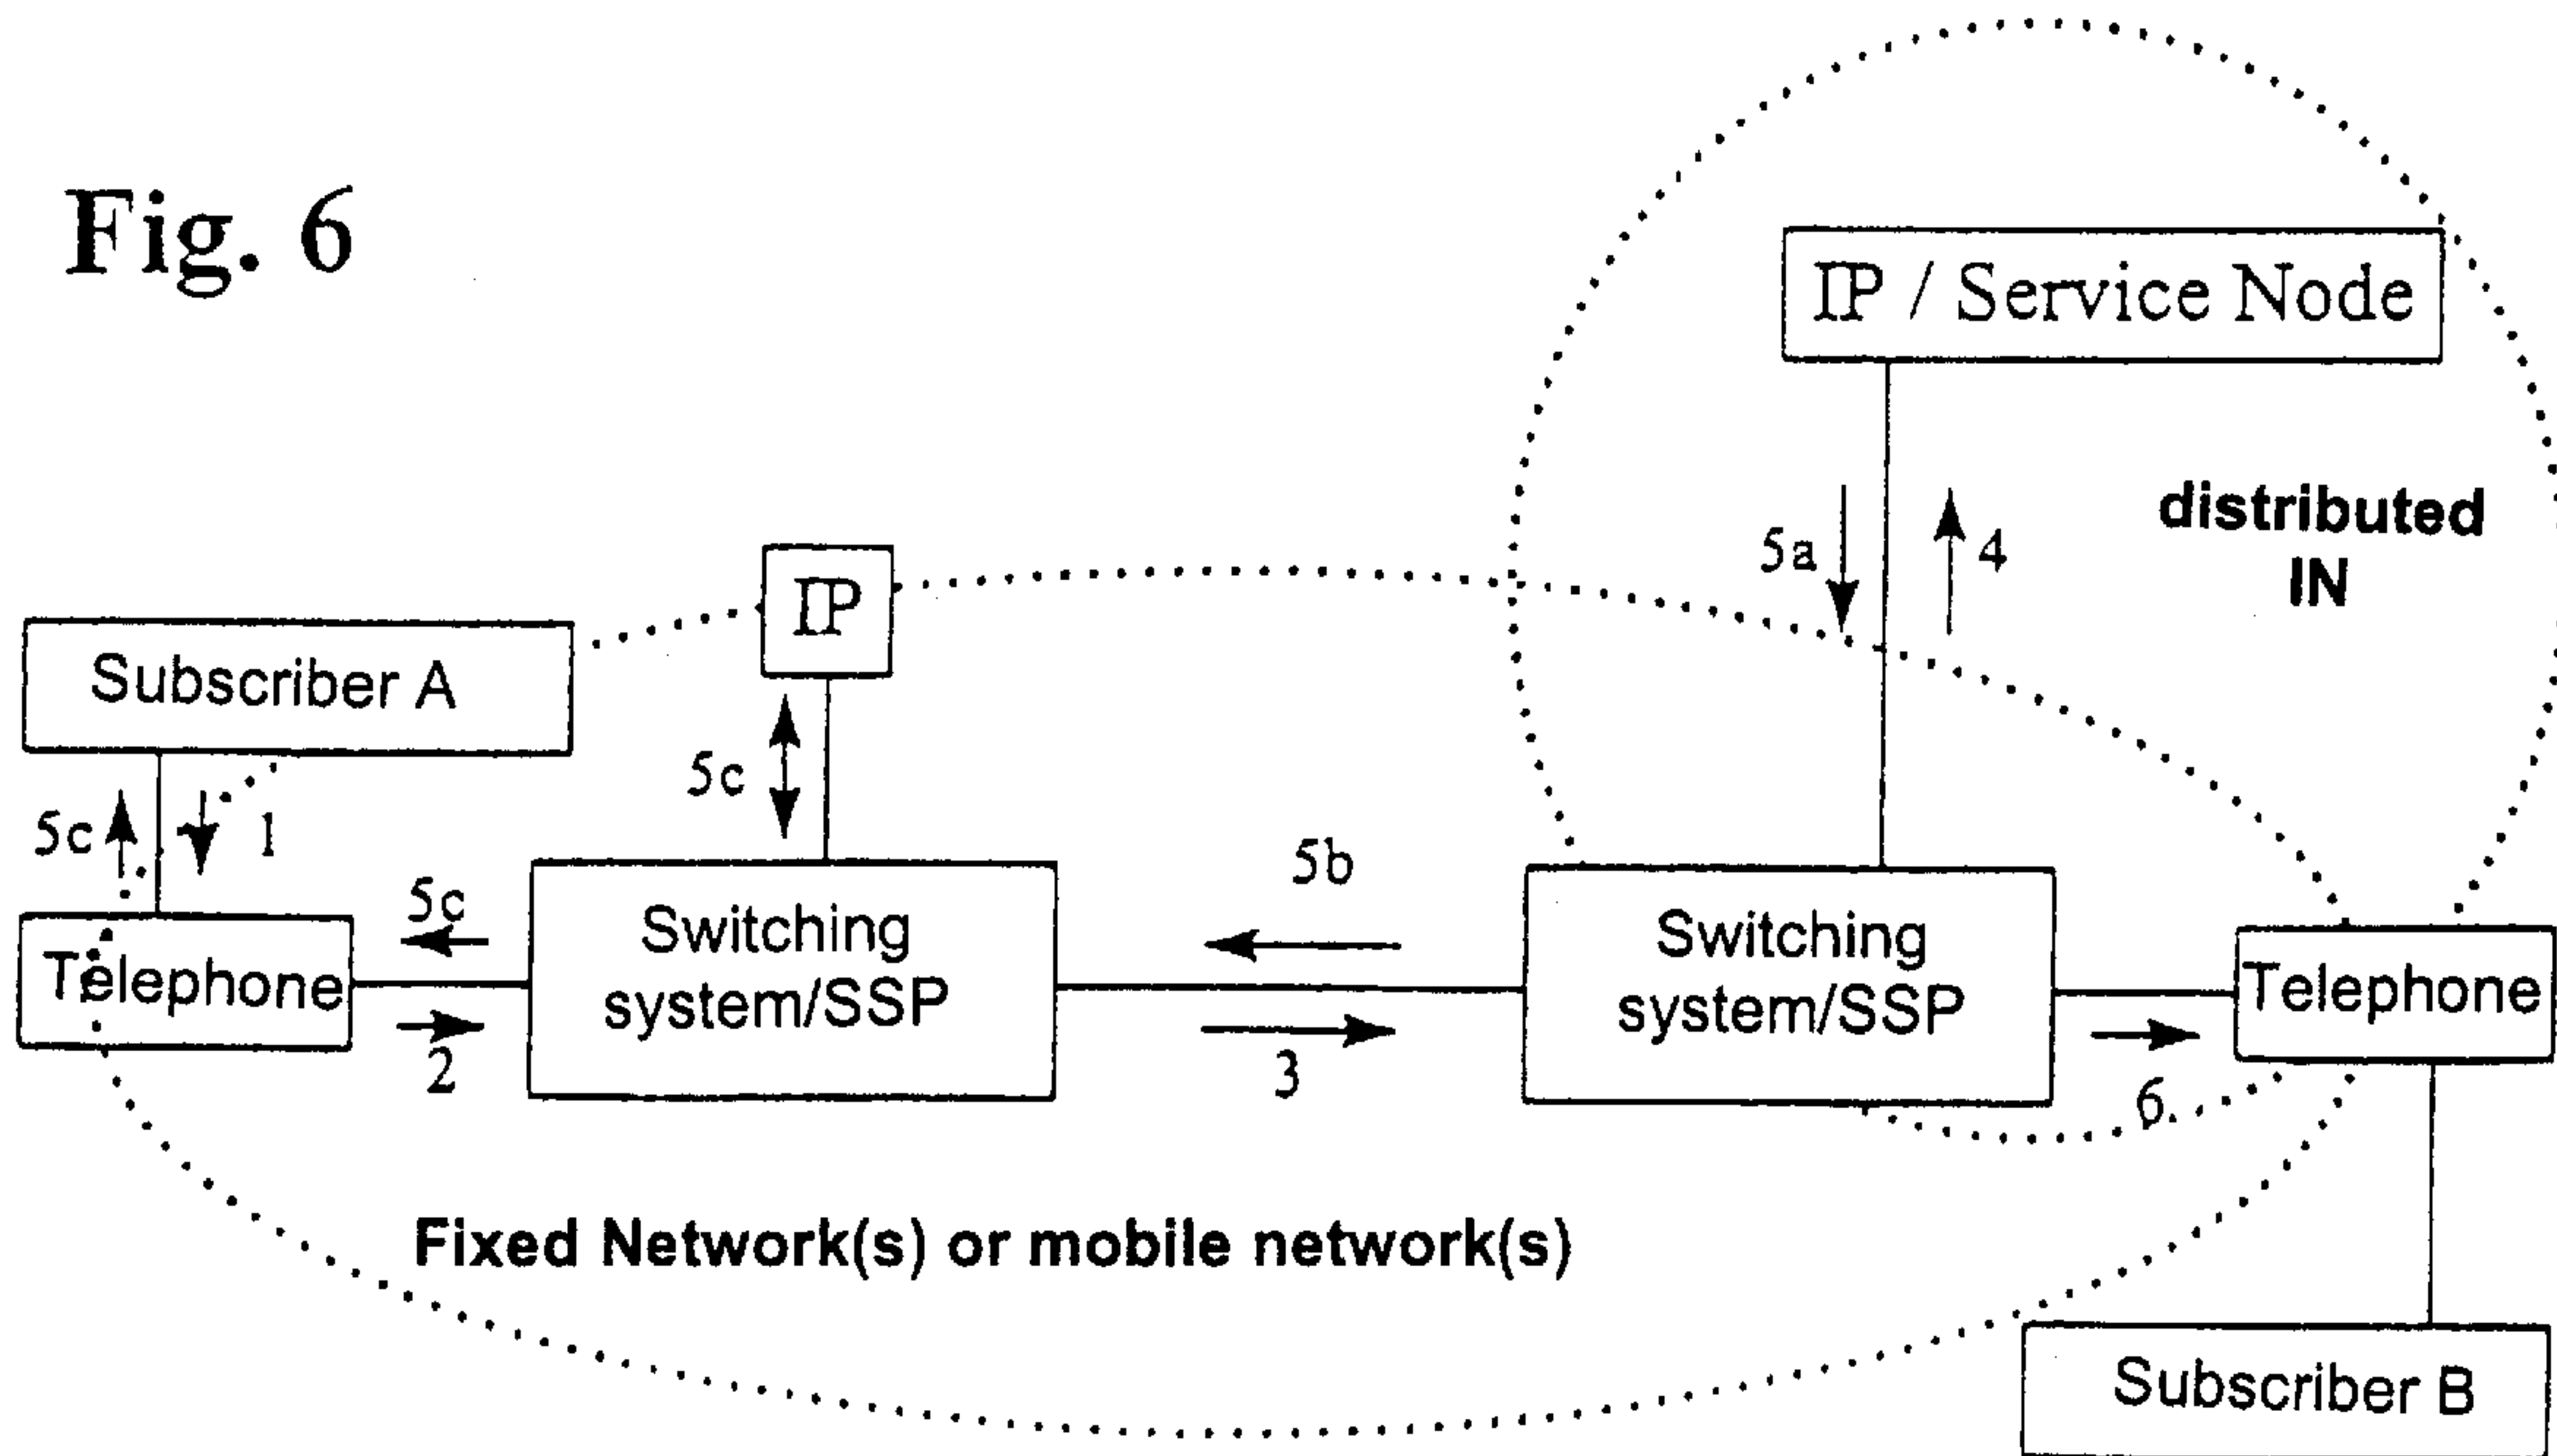 Fig. 6
IP / Service Node
distributed
IN
5a
4
IP
Subscriber A
5c
5c
1
5b
5c
Switching
system/SSP
Switching
system/SSP
Telephone
Telephone
2
3
6.
Fixed Network(s) or mobile network(s)
Subscriber B